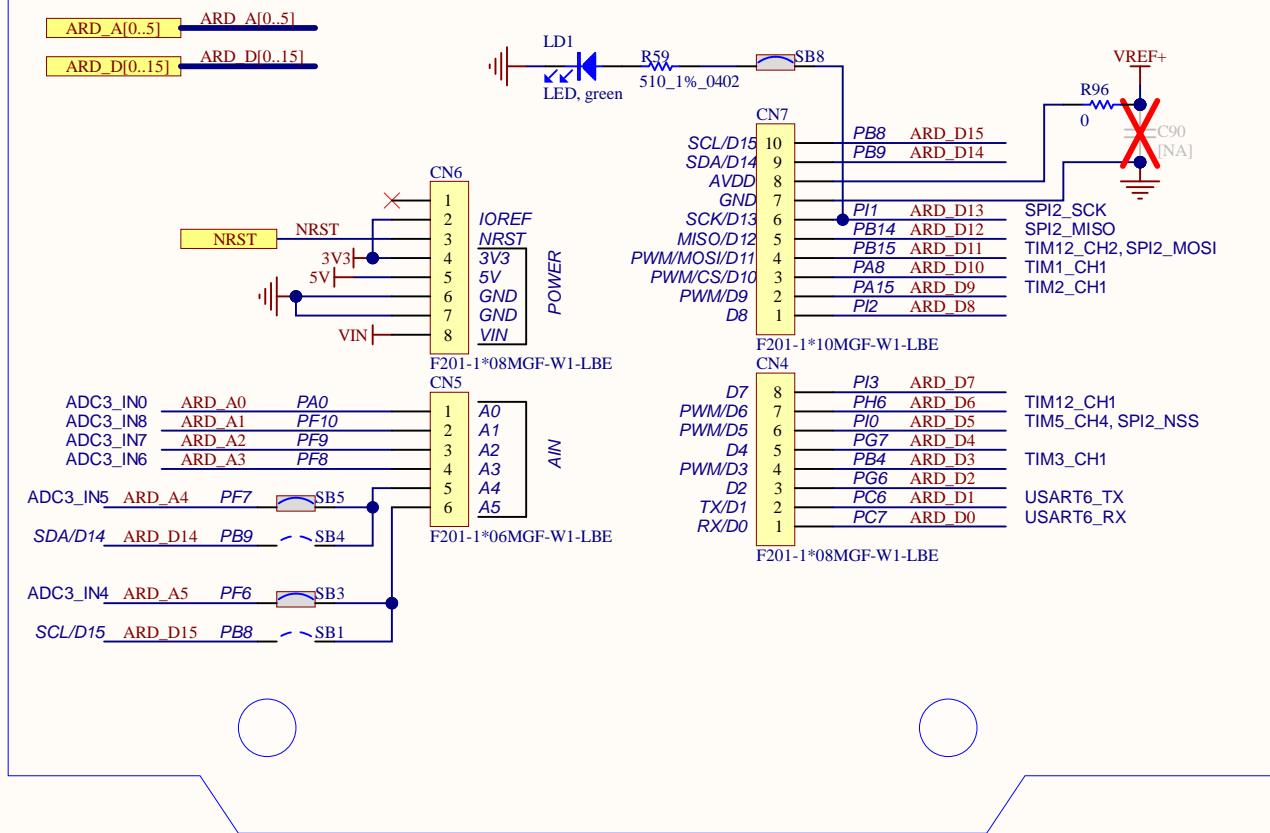 ARD_A[0..5] ARD_A[0..5]
ARD_D[0..15] ARD_D[0..15]
LD1
LED, green
R59
510_1%_0402
SB8
VREF+
R96
0
C90
[NA]
CN7
SCL/D15 10 PB8 ARD_D15
SDA/D14 9 PB9 ARD_D14
AVDD 8
GND 7
SCK/D13 6 PI1 ARD_D13 SPI2_SCK
MISO/D12 5 PB14 ARD_D12 SPI2_MISO
PWM/MOSI/D11 4 PB15 ARD_D11 TIM12_CH2, SPI2_MOSI
PWM/CS/D10 3 PA8 ARD_D10 TIM1_CH1
PWM/D9 2 PA15 ARD_D9 TIM2_CH1
D8 1 PI2 ARD_D8
F201-1*10MGF-W1-LBE
CN6
1
2 IOREF
NRST NRST 3 NRST
3V3 4 3V3
5V 5 5V
6 GND
7 GND
VIN 8 VIN
POWER
F201-1*08MGF-W1-LBE
CN5
ADC3_IN0 ARD_A0 PA0 1 A0
ADC3_IN8 ARD_A1 PF10 2 A1
ADC3_IN7 ARD_A2 PF9 3 A2
ADC3_IN6 ARD_A3 PF8 4 A3
5 A4
6 A5
AIN
F201-1*06MGF-W1-LBE
ADC3_IN5 ARD_A4 PF7 SB5
SDA/D14 ARD_D14 PB9 SB4
ADC3_IN4 ARD_A5 PF6 SB3
SCL/D15 ARD_D15 PB8 SB1
CN4
D7 8 PI3 ARD_D7
PWM/D6 7 PH6 ARD_D6 TIM12_CH1
PWM/D5 6 PI0 ARD_D5 TIM5_CH4, SPI2_NSS
D4 5 PG7 ARD_D4
PWM/D3 4 PB4 ARD_D3 TIM3_CH1
D2 3 PG6 ARD_D2
TX/D1 2 PC6 ARD_D1 USART6_TX
RX/D0 1 PC7 ARD_D0 USART6_RX
F201-1*08MGF-W1-LBE